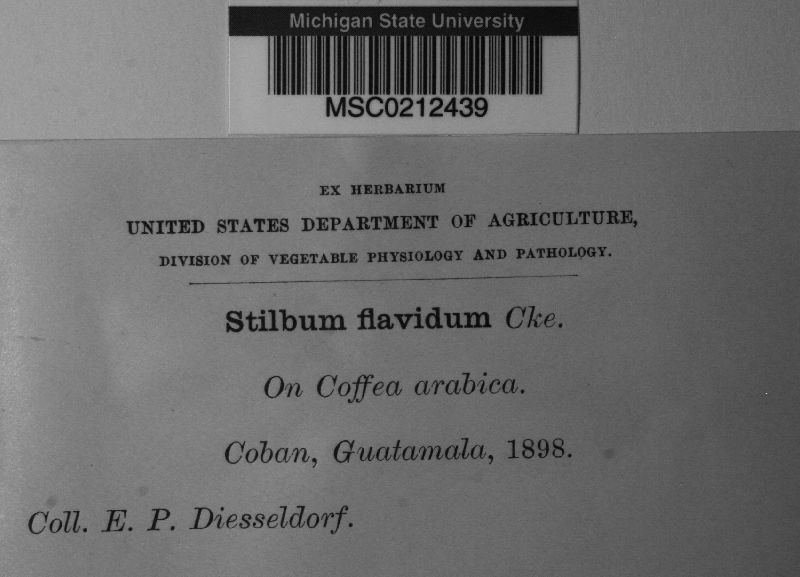 Michigan State University
MSC0212439
EX HERBARIUM
UNITED STATES DEPARTMENT OF AGRICULTURE,
DIVISION OF VEGETABLE PHYSIOLOGY AND PATHOLOGY.
Stilbum flavidum Cke.
On Coffea arabica.
Coban, Guatamala, 1898.
Coll. E. P. Diesseldorf.